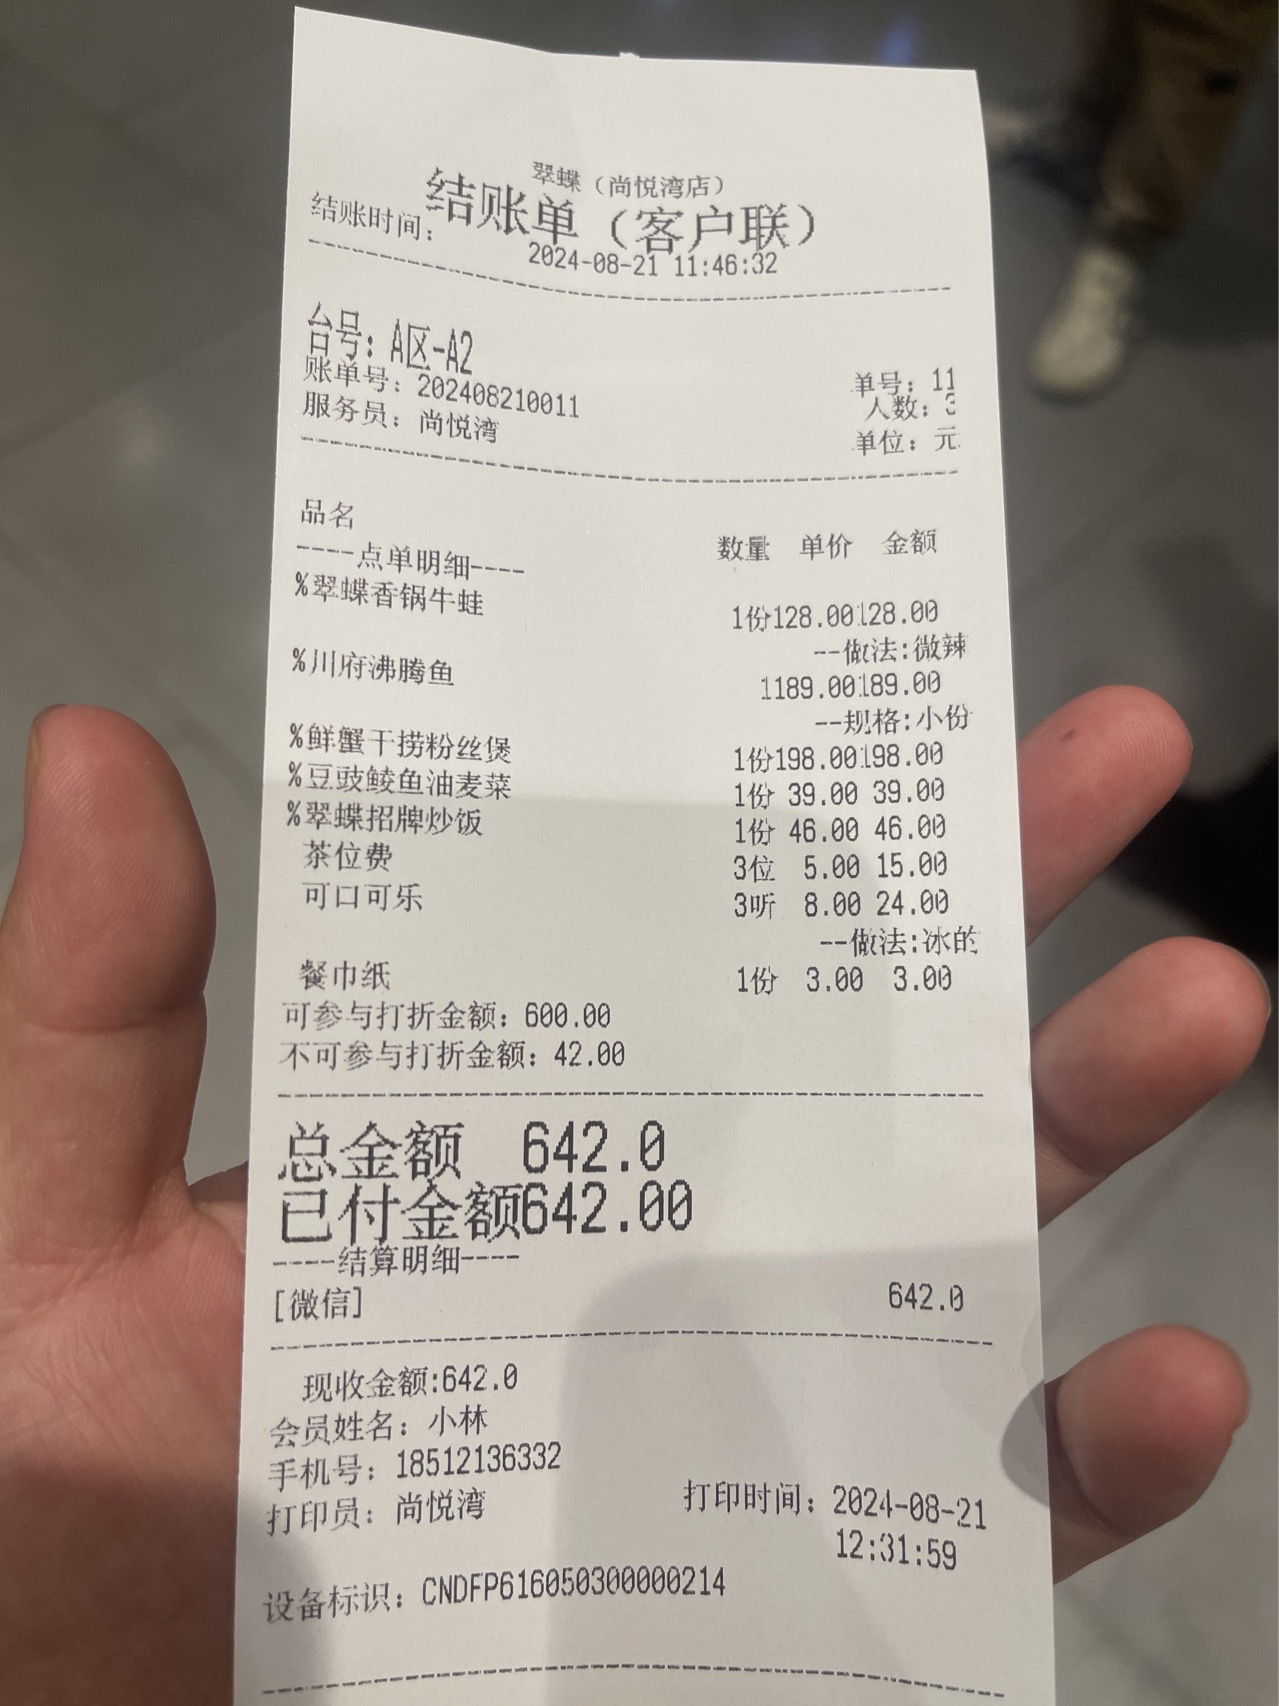 翠蝶（尚悦湾店）
结账单（客户联）
结账时间：2024-08-21 11:46:32
台号：A区-A2
账单号：202408210011 单号：11
服务员：尚悦湾 人数：3
单位：元
品名 数量 单价 金额
----点单明细----
%翠蝶香锅牛蛙 1份128.00128.00
--做法:微辣
%川府沸腾鱼 1189.00189.00
--规格:小份
%鲜蟹干捞粉丝煲 1份198.00198.00
%豆豉鲮鱼油麦菜 1份 39.00 39.00
%翠蝶招牌炒饭 1份 46.00 46.00
茶位费 3位 5.00 15.00
可口可乐 3听 8.00 24.00
--做法:冰的
餐巾纸 1份 3.00 3.00
可参与打折金额：600.00
不可参与打折金额：42.00
总金额 642.0
已付金额642.00
----结算明细----
[微信] 642.0
现收金额:642.0
会员姓名：小林
手机号：18512136332
打印员：尚悦湾 打印时间：2024-08-21
12:31:59
设备标识：CNDFP616050300000214